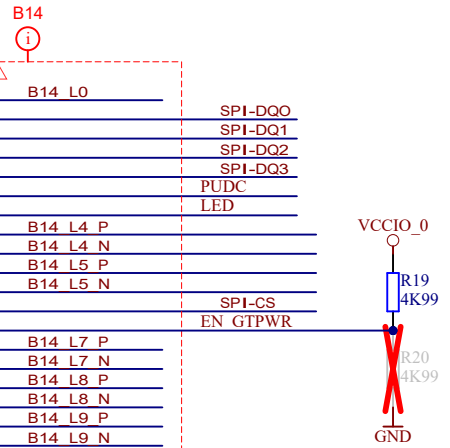 B14
i
B14_L0
SPI-DQ0
SPI-DQ1
SPI-DQ2
SPI-DQ3
PUDC
LED
B14_L4_P
VCCIO_0
B14_L4_N
B14_L5_P
B14_L5_N
R19
4K99
SPI-CS
EN_GTPWR
B14_L7_P
B14_L7_N
R20
4K99
B14_L8_P
B14_L8_N
B14_L9_P
B14_L9_N
GND